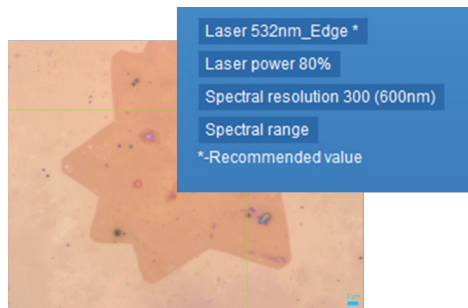 Laser 532nm_Edge *
Laser power 80%
Spectral resolution 300 (600nm)
Spectral range
*-Recommended value